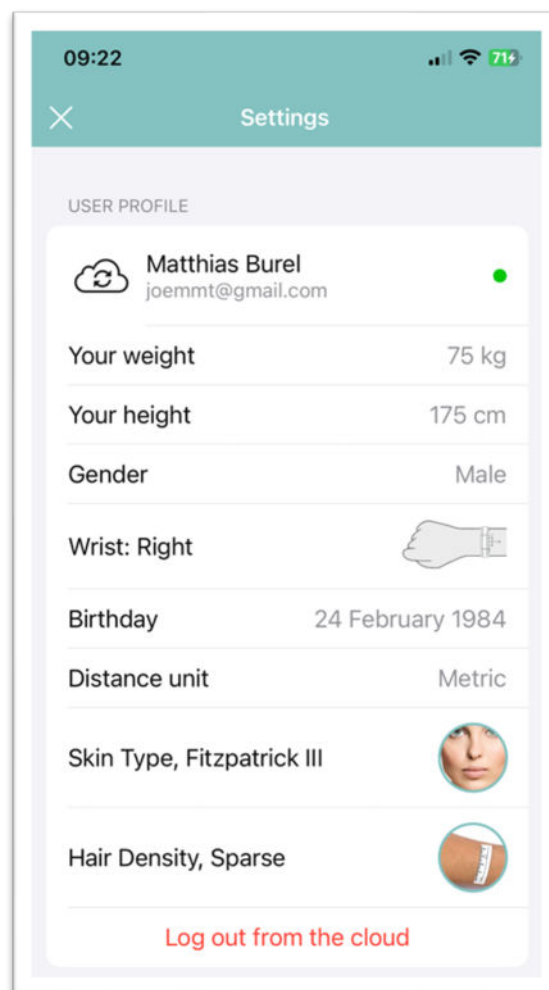 09:22
71
Settings
USER PROFILE
Matthias Burel
joemmt@gmail.com
Your weight 75 kg
Your height 175 cm
Gender Male
Wrist: Right
Birthday 24 February 1984
Distance unit Metric
Skin Type, Fitzpatrick III
Hair Density, Sparse
Log out from the cloud